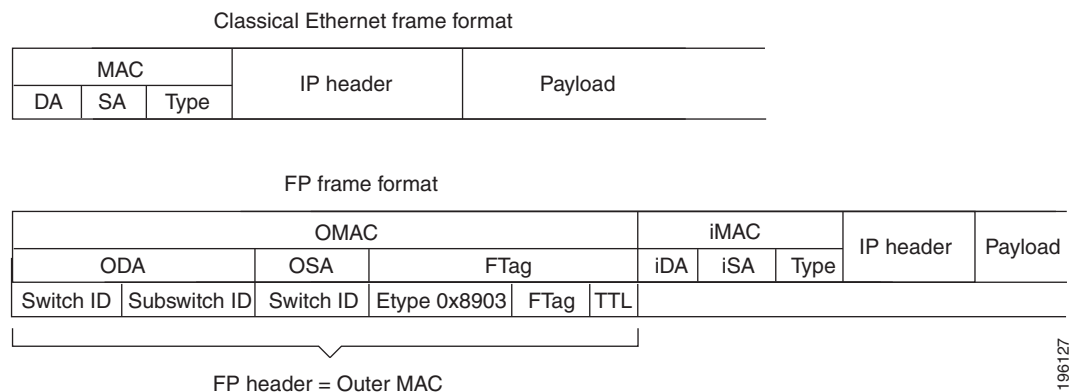 Classical Ethernet frame format
MAC
IP header
Payload
DA
SA
Type
FP frame format
OMAC
iMAC
IP header
Payload
ODA
OSA
FTag
iDA
iSA
Type
Switch ID
Subswitch ID
Switch ID
Etype 0x8903
FTag
TTL
FP header = Outer MAC
196127